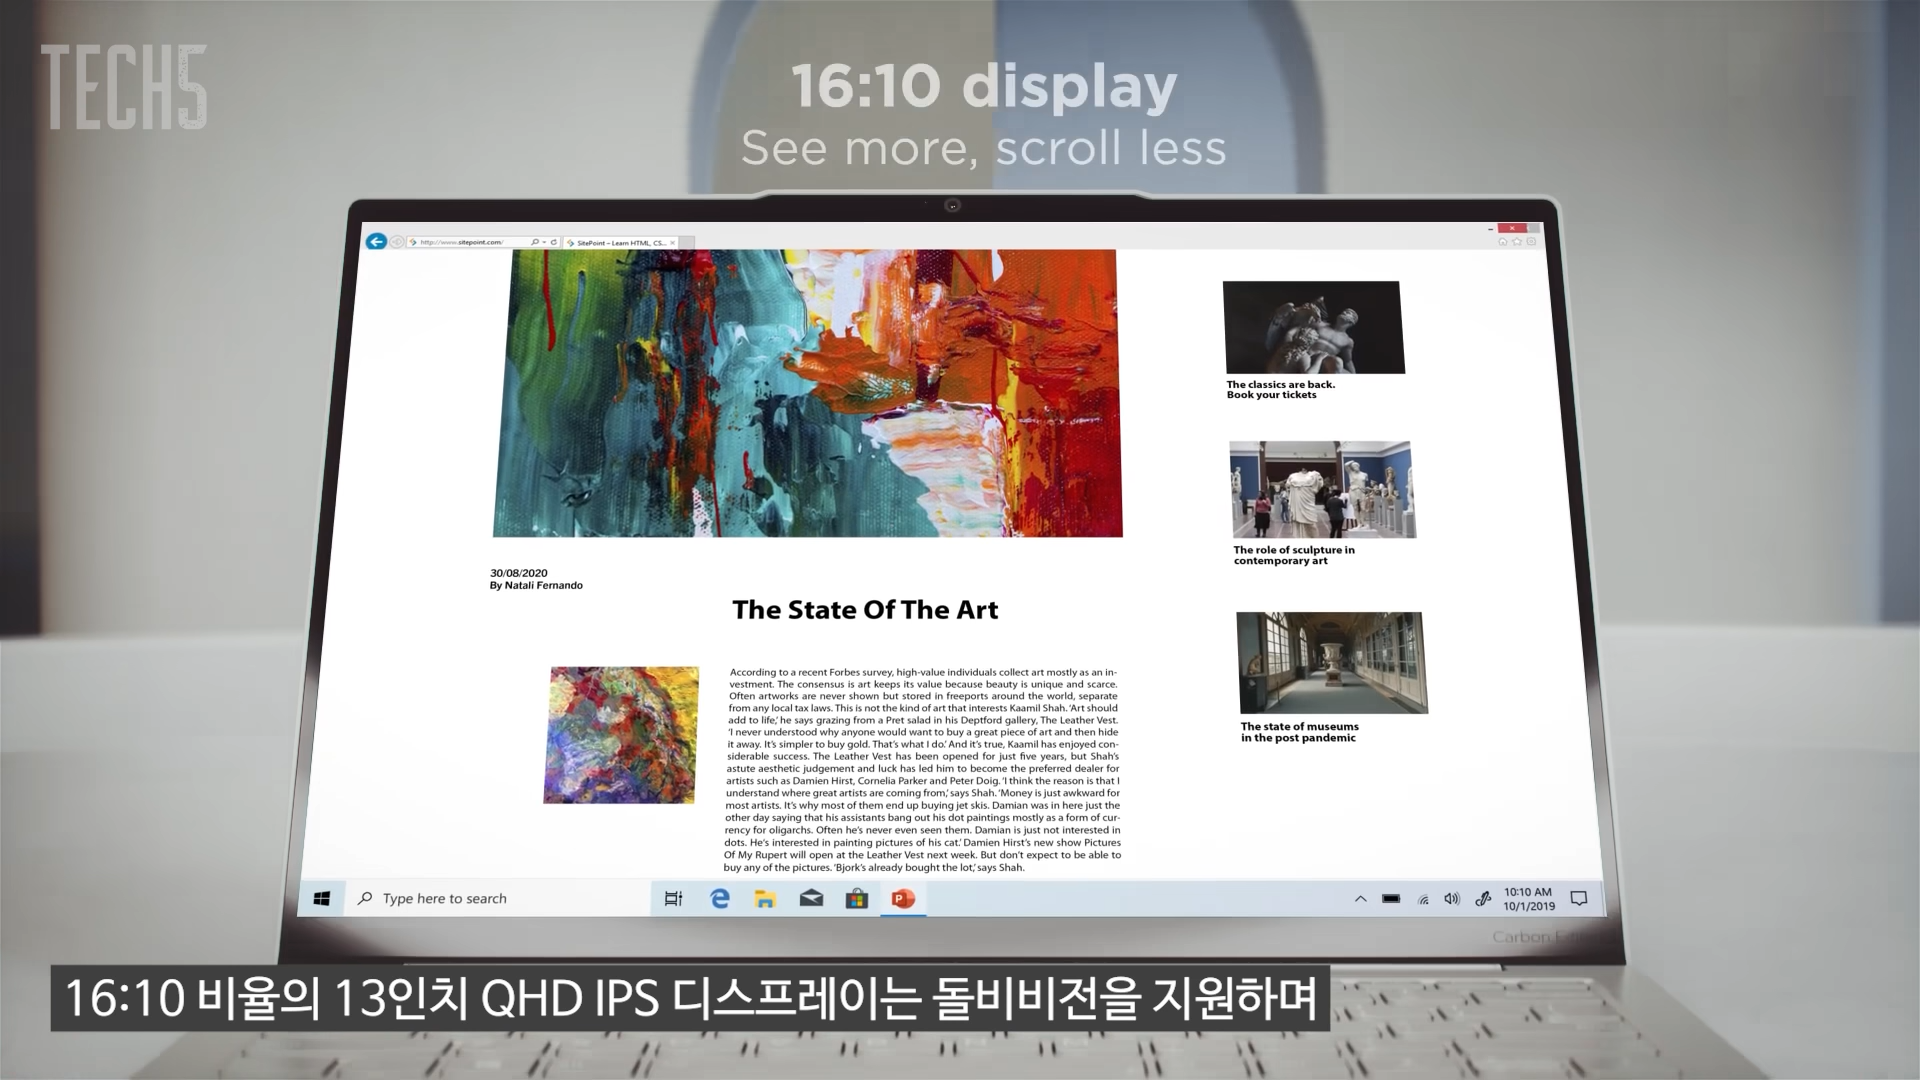 TECH5
16:10 display
See more, scroll less
http://www.sitepoint.com/
SitePoint – Learn HTML, CS...
The classics are back.
Book your tickets
The role of sculpture in
contemporary art
30/08/2020
By Natali Fernando
The State Of The Art
The state of museums
in the post pandemic
According to a recent Forbes survey, high-value individuals collect art mostly as an in-
vestment. The consensus is art keeps its value because beauty is unique and scarce.
Often artworks are never shown but stored in freeports around the world, separate
from any local tax laws. This is not the kind of art that interests Kaamil Shah. ‘Art should
add to life,’ he says grazing from a Pret salad in his Deptford gallery, The Leather Vest.
‘I never understood why anyone would want to buy a great piece of art and then hide
it away. It’s simpler to buy gold. That’s what I do.’ And it’s true, Kaamil has enjoyed con-
siderable success. The Leather Vest has been opened for just five years, but Shah’s
astute aesthetic judgement and luck has led him to become the preferred dealer for
artists such as Damien Hirst, Cornelia Parker and Peter Doig. ‘I think the reason is that I
understand where great artists are coming from,’ says Shah. ‘Money is just awkward for
most artists. It’s why most of them end up buying jet skis. Damian was in here just the
other day saying that his assistants bang out his dot paintings mostly as a form of cur-
rency for oligarchs. Often he’s never even seen them. Damian is just not interested in
dots. He’s interested in painting pictures of his cat.’ Damien Hirst’s new show Pictures
Of My Rupert will open at the Leather Vest next week. But don’t expect to be able to
buy any of the pictures. ‘Bjork’s already bought the lot,’ says Shah.
Type here to search
10:10 AM
10/1/2019
Carbon
16:10 비율의 13인치 QHD IPS 디스프레이는 돌비비전을 지원하며